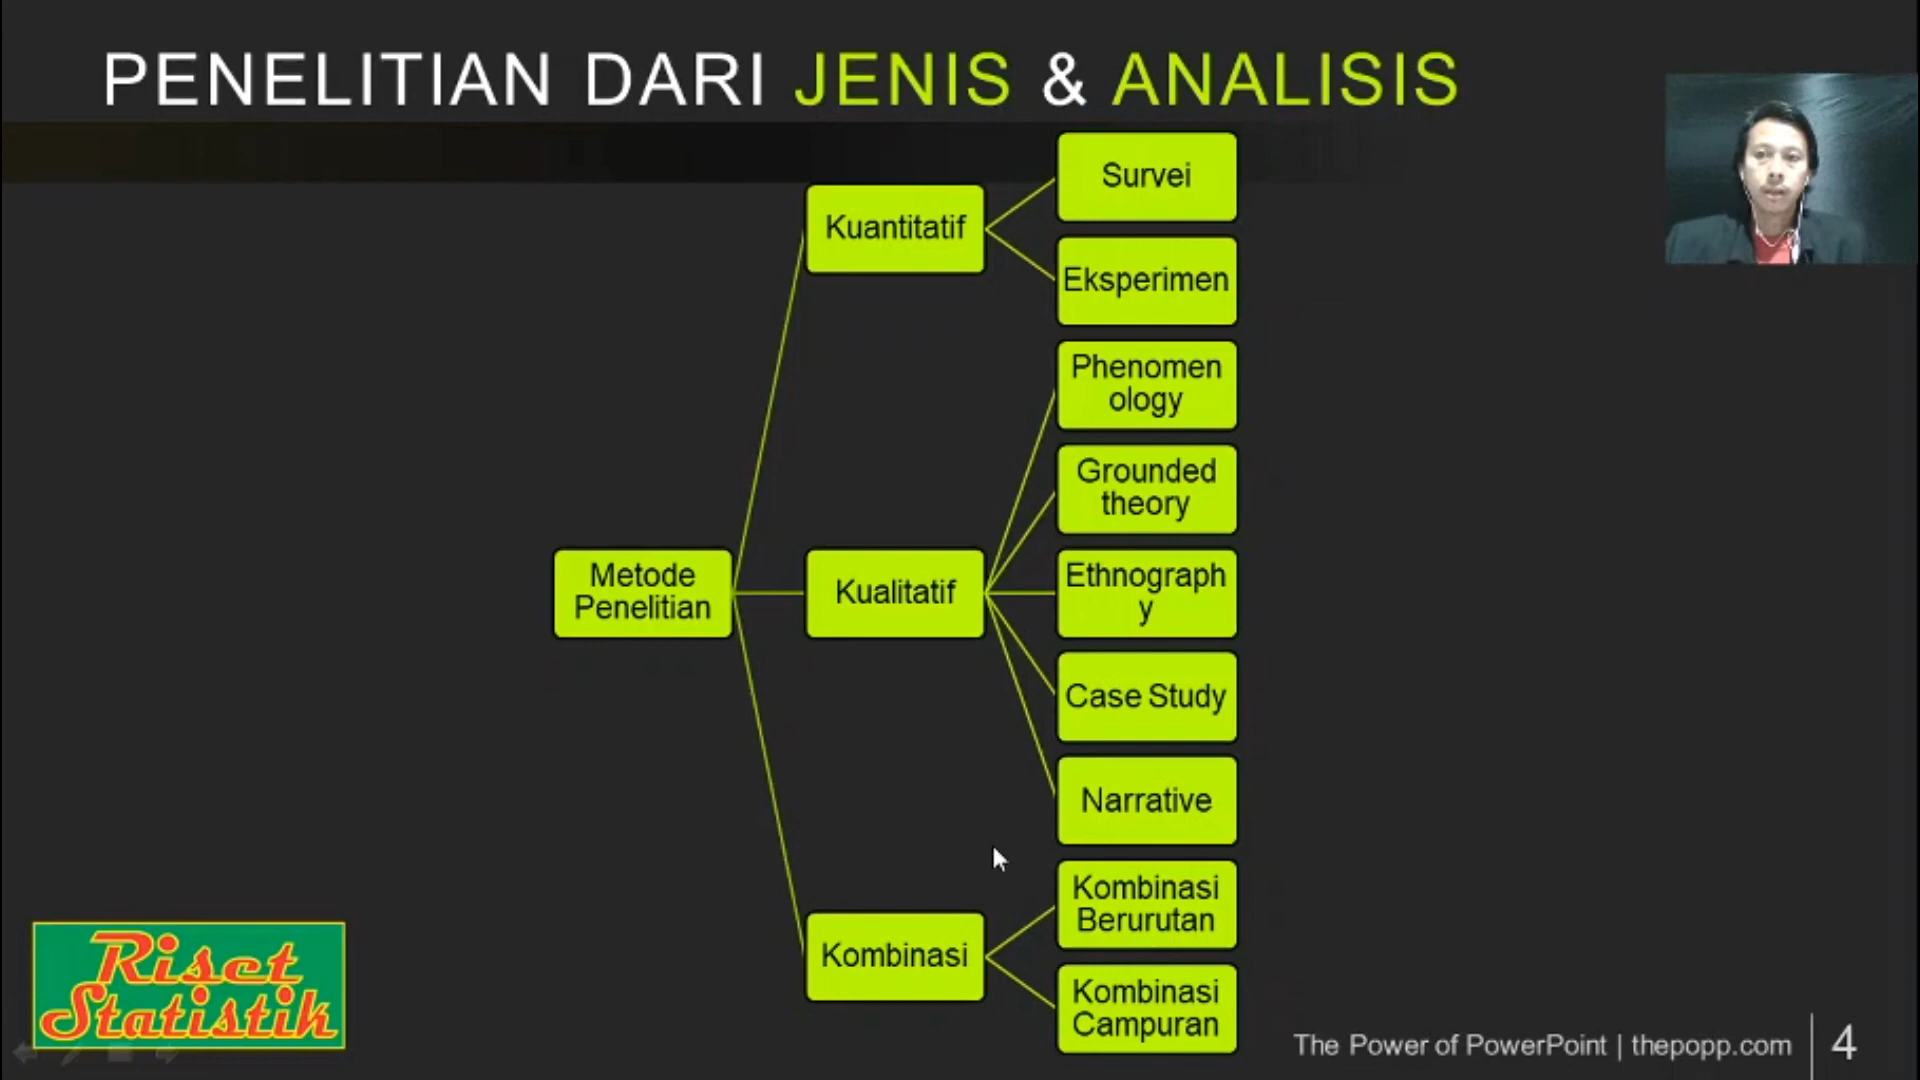 PENELITIAN DARI JENIS & ANALISIS
Survei
Kuantitatif
Eksperimen
Phenomen
ology
Grounded
theory
Metode
Penelitian
Kualitatif
Ethnograph
y
Case Study
Narrative
Kombinasi
Berurutan
Kombinasi
Kombinasi
Campuran
Riset
Statistik
The Power of PowerPoint | thepopp.com
4